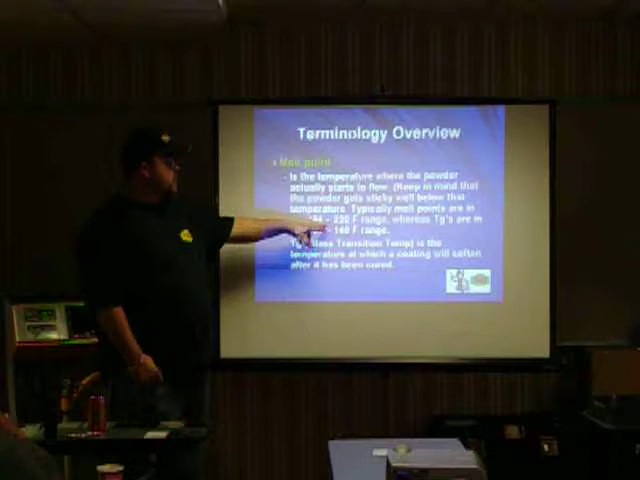 Terminology Overview
Melt point
- Is the temperature where the powder
actually starts to flow. (Keep in mind that
the powder gets sticky well below that
temperature. Typically melt points are in
- 220 F range, whereas Tg's are in
- 140 F range.
Transition Temp) is the
temperature at which a coating will soften
after it has been cured.